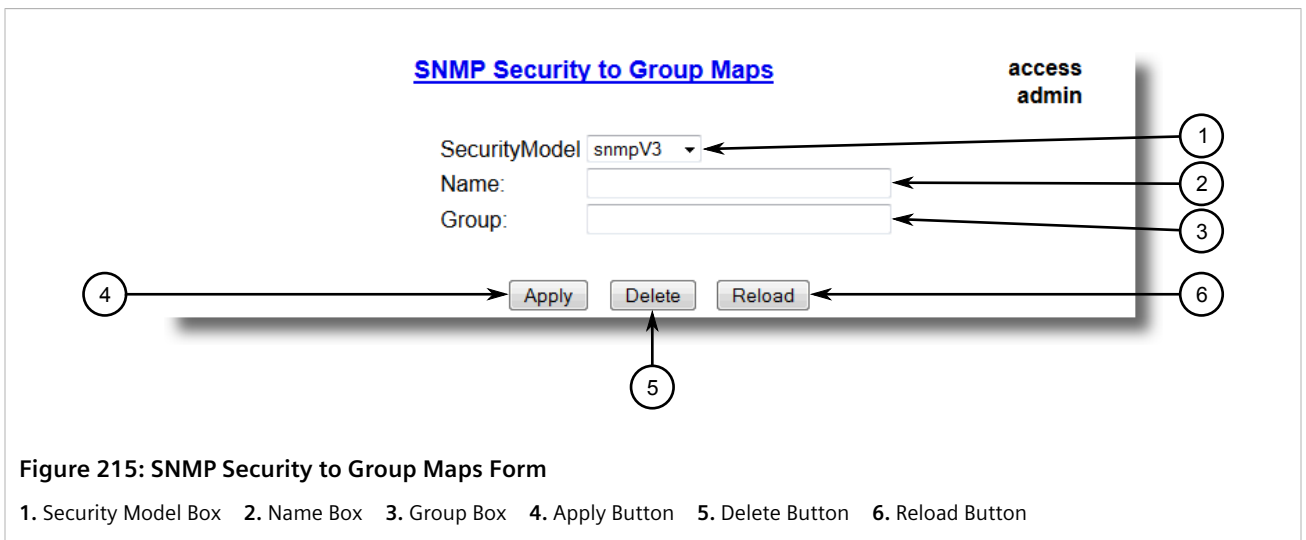 SNMP Security to Group Maps
access
admin
SecurityModel snmpV3
1
Name:
2
Group:
3
4
Apply Delete Reload
6
5
Figure 215: SNMP Security to Group Maps Form
1. Security Model Box 2. Name Box 3. Group Box 4. Apply Button 5. Delete Button 6. Reload Button